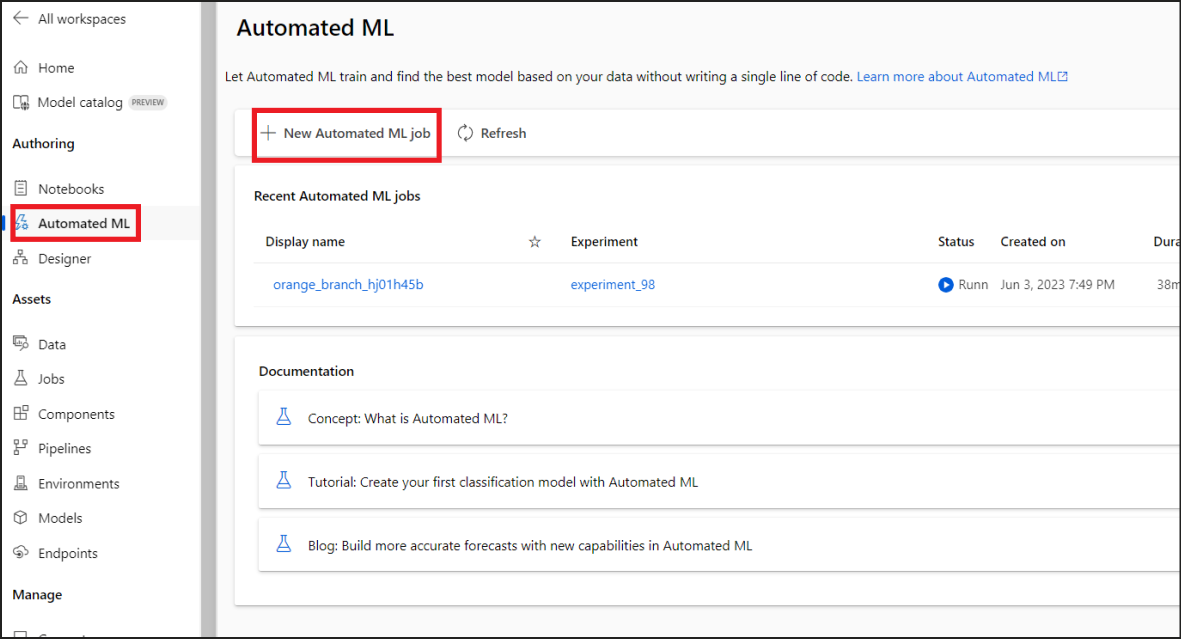 All workspaces
Home
Model catalog PREVIEW
Authoring
Notebooks
Automated ML
Designer
Assets
Data
Jobs
Components
Pipelines
Environments
Models
Endpoints
Manage
Automated ML
Let Automated ML train and find the best model based on your data without writing a single line of code. Learn more about Automated ML
New Automated ML job Refresh
Recent Automated ML jobs
Display name Experiment Status Created on Dura
orange_branch_hj01h45b experiment_98 Runn Jun 3, 2023 7:49 PM 38m
Documentation
Concept: What is Automated ML?
Tutorial: Create your first classification model with Automated ML
Blog: Build more accurate forecasts with new capabilities in Automated ML